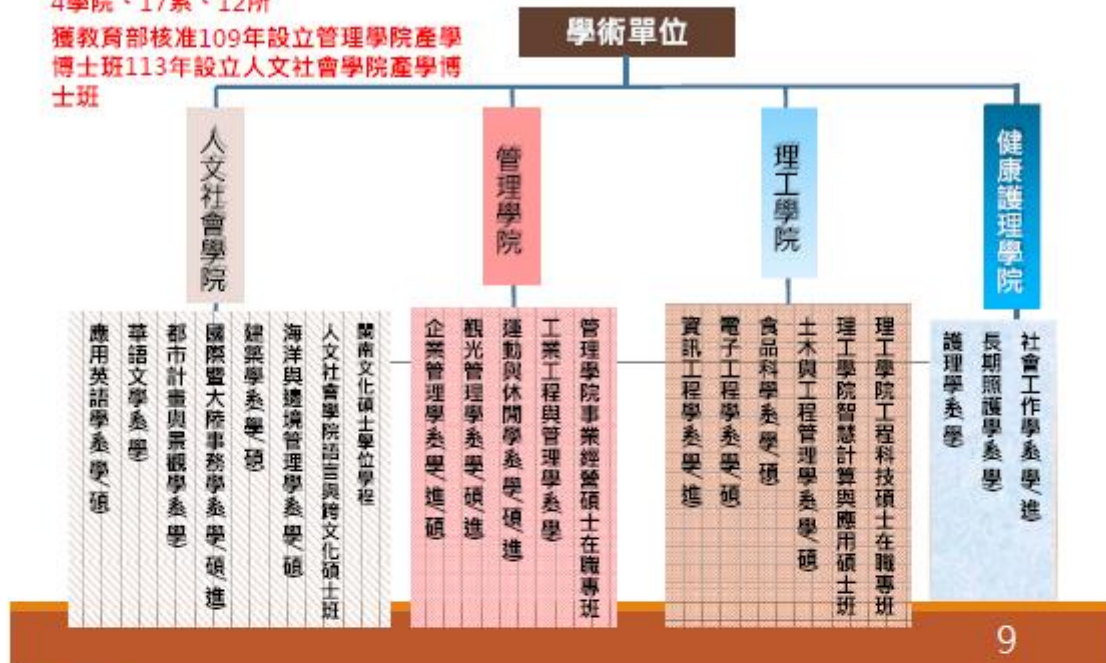 4學院、17系、12所
獲教育部核准109年設立管理學院產學
博士班113年設立人文社會學院產學博
士班
學術單位
人文社會學院
應用英語學系(學、碩)
華語文學系(學)
都市計畫與景觀學系(學)
國際暨大陸事務學系(學、碩、進)
建築學系(學、碩)
海洋與邊境管理學系(學、碩)
人文社會學院語言與跨文化碩士班
閩南文化碩士學位學程
管理學院
企業管理學系(學、進、碩)
觀光管理學系(學、碩、進)
運動與休閒學系(學、碩、進)
工業工程與管理學系(學)
管理學院事業經營碩士在職專班
理工學院
資訊工程學系(學、進)
電子工程學系(學、碩)
食品科學系(學、碩)
土木與工程管理學系(學、碩)
理工學院智慧計算與應用碩士班
理工學院工程科技碩士在職專班
健康護理學院
護理學系(學)
長期照護學系(學)
社會工作學系(學、進)
9